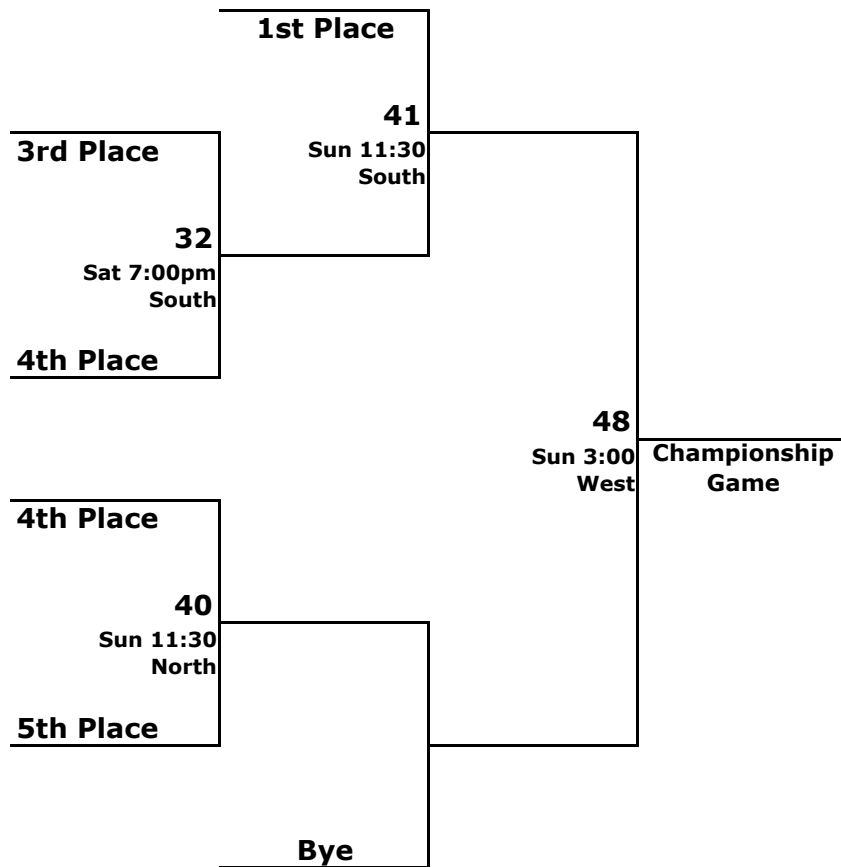 1st Place
41
Sun 11:30
South
3rd Place
32
Sat 7:00pm
South
4th Place
48
Sun 3:00
West
Championship
Game
4th Place
40
Sun 11:30
North
5th Place
Bye